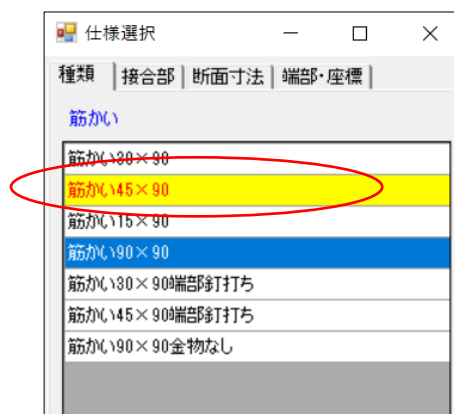 仕様選択
種類 接合部 断面寸法 端部・座標
筋かい
筋かい30×90
筋かい45×90
筋かい15×90
筋かい90×90
筋かい30×90端部釘打ち
筋かい45×90端部釘打ち
筋かい90×90金物なし